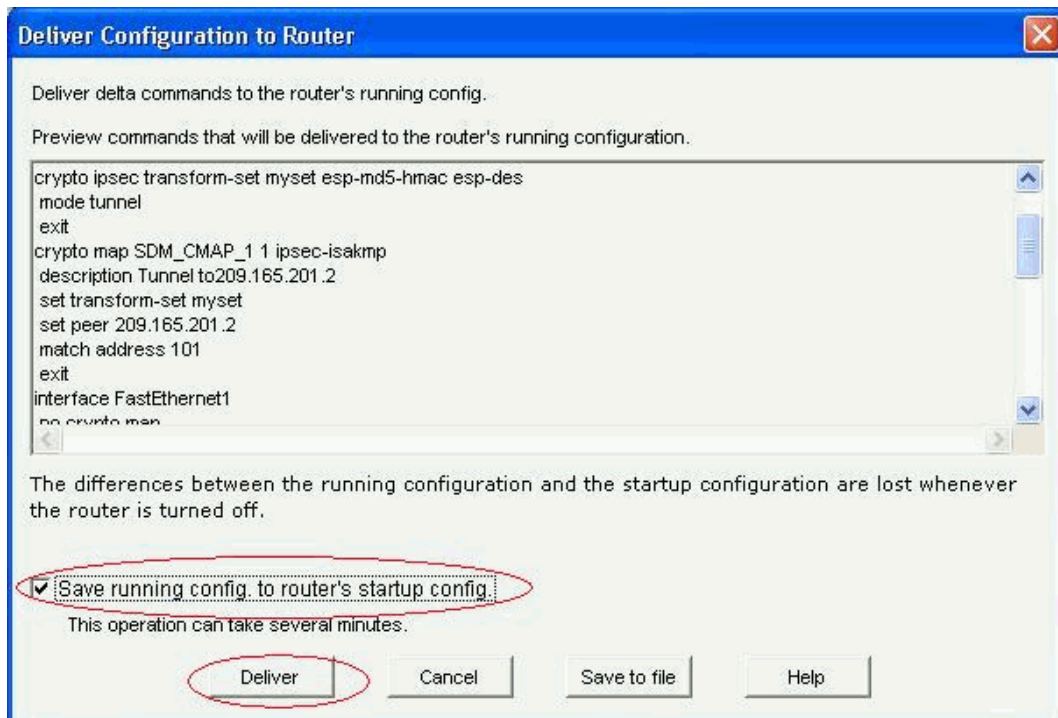 Deliver Configuration to Router
Deliver delta commands to the router's running config.
Preview commands that will be delivered to the router's running configuration.
crypto ipsec transform-set myset esp-md5-hmac esp-des
mode tunnel
exit
crypto map SDM_CMAP_1 1 ipsec-isakmp
description Tunnel to209.165.201.2
set transform-set myset
set peer 209.165.201.2
match address 101
exit
interface FastEthernet1
no crypto map
The differences between the running configuration and the startup configuration are lost whenever
the router is turned off.
Save running config. to router's startup config.
This operation can take several minutes.
Deliver
Cancel
Save to file
Help